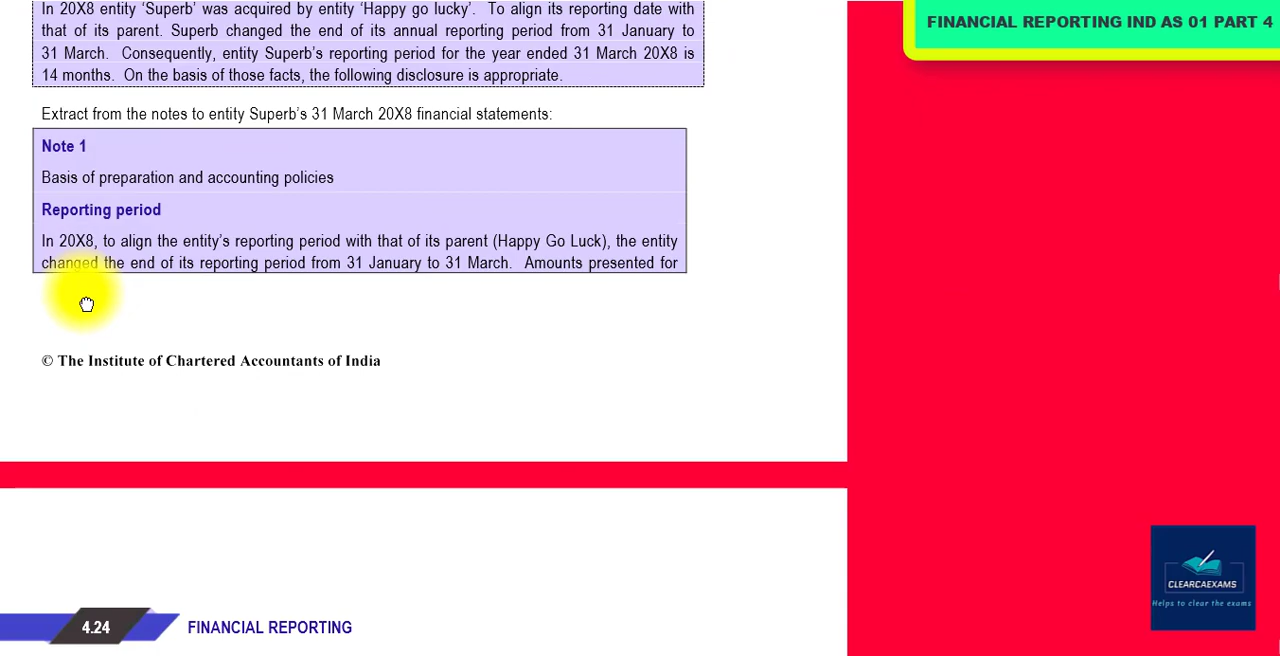 In 20X8 entity ‘Superb’ was acquired by entity ‘Happy go lucky’. To align its reporting date with
that of its parent. Superb changed the end of its annual reporting period from 31 January to
31 March. Consequently, entity Superb’s reporting period for the year ended 31 March 20X8 is
14 months. On the basis of those facts, the following disclosure is appropriate.
Extract from the notes to entity Superb’s 31 March 20X8 financial statements:
Note 1
Basis of preparation and accounting policies
Reporting period
In 20X8, to align the entity’s reporting period with that of its parent (Happy Go Luck), the entity
changed the end of its reporting period from 31 January to 31 March. Amounts presented for
© The Institute of Chartered Accountants of India
4.24 FINANCIAL REPORTING
FINANCIAL REPORTING IND AS 01 PART 4
CLEARCAEXAMS
Helps to clear the exams